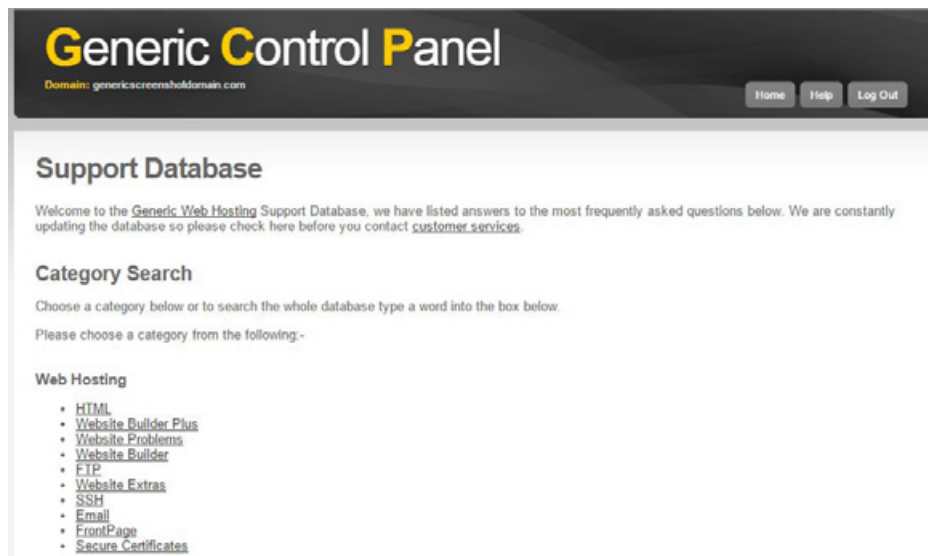 Generic Control Panel
Domain: genericscreensholdomain.com
Home Help Log Out
Support Database
Welcome to the Generic Web Hosting Support Database, we have listed answers to the most frequently asked questions below. We are constantly
updating the database so please check here before you contact customer services.
Category Search
Choose a category below or to search the whole database type a word into the box below.
Please choose a category from the following:-
Web Hosting
• HTML
• Website Builder Plus
• Website Problems
• Website Builder
• FTP
• Website Extras
• SSH
• Email
• FrontPage
• Secure Certificates